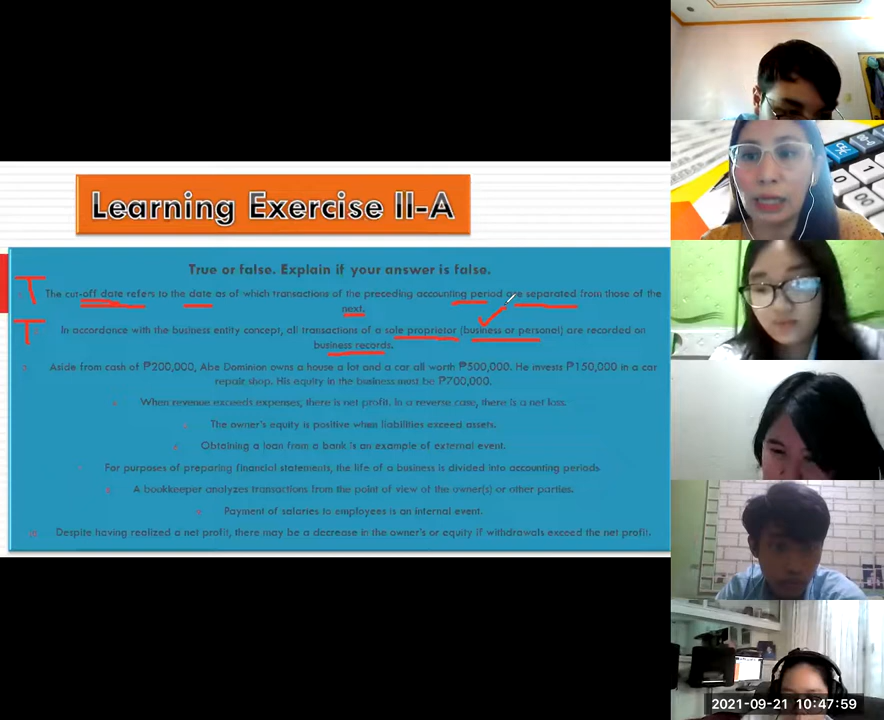 Learning Exercise II-A
True or false. Explain if your answer is false.
T The cut-off date refers to the date as of which transactions of the preceding accounting period are separated from those of the
next.
T In accordance with the business entity concept, all transactions of a sole proprietor (business or personal) are recorded on
business records.
Aside from cash of ₱200,000, Abe Dominion owns a house a lot and a car all worth ₱500,000. He invests ₱150,000 in a car
repair shop. His equity in the business must be ₱700,000.
When revenue exceeds expenses, there is net profit. In a reverse case, there is a net loss.
The owner's equity is positive when liabilities exceed assets.
Obtaining a loan from a bank is an example of external event.
For purposes of preparing financial statements, the life of a business is divided into accounting periods
A bookkeeper analyzes transactions from the point of view of the owner(s) or other parties.
Payment of salaries to employees is an internal event.
Despite having realized a net profit, there may be a decrease in the owner's or equity if withdrawals exceed the net profit.
2021-09-21 10:47:59